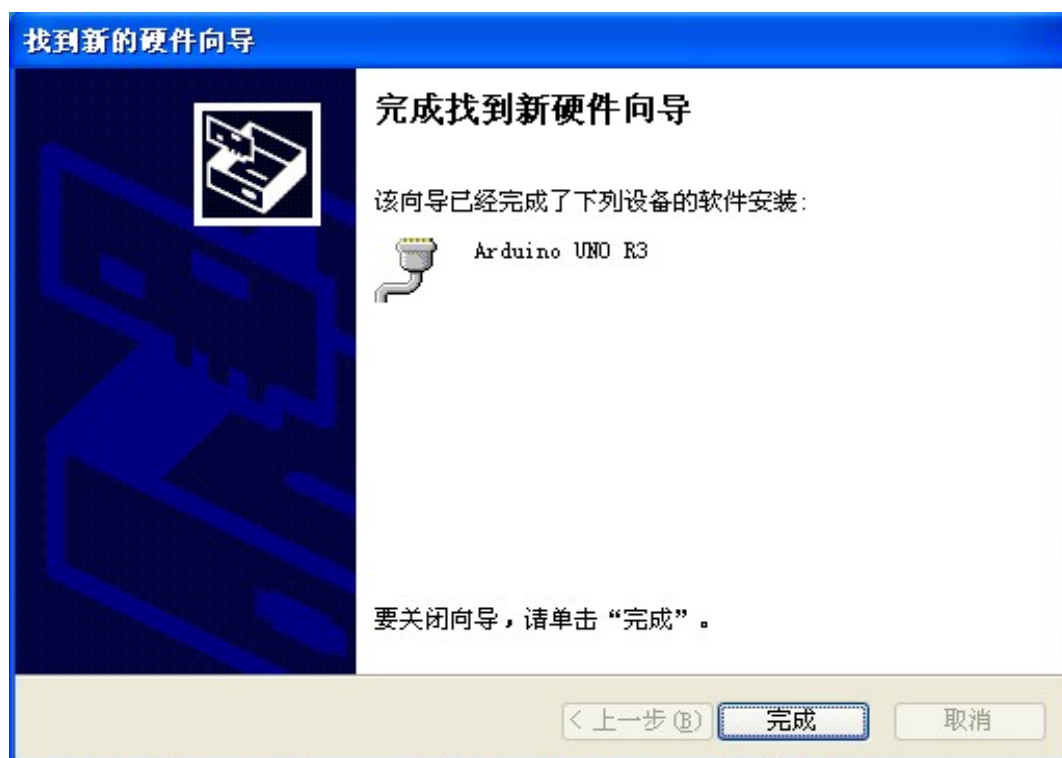 找到新的硬件向导
完成找到新硬件向导
该向导已经完成了下列设备的软件安装:
Arduino UNO R3
要关闭向导，请单击“完成”。
< 上一步(B)
完成
取消